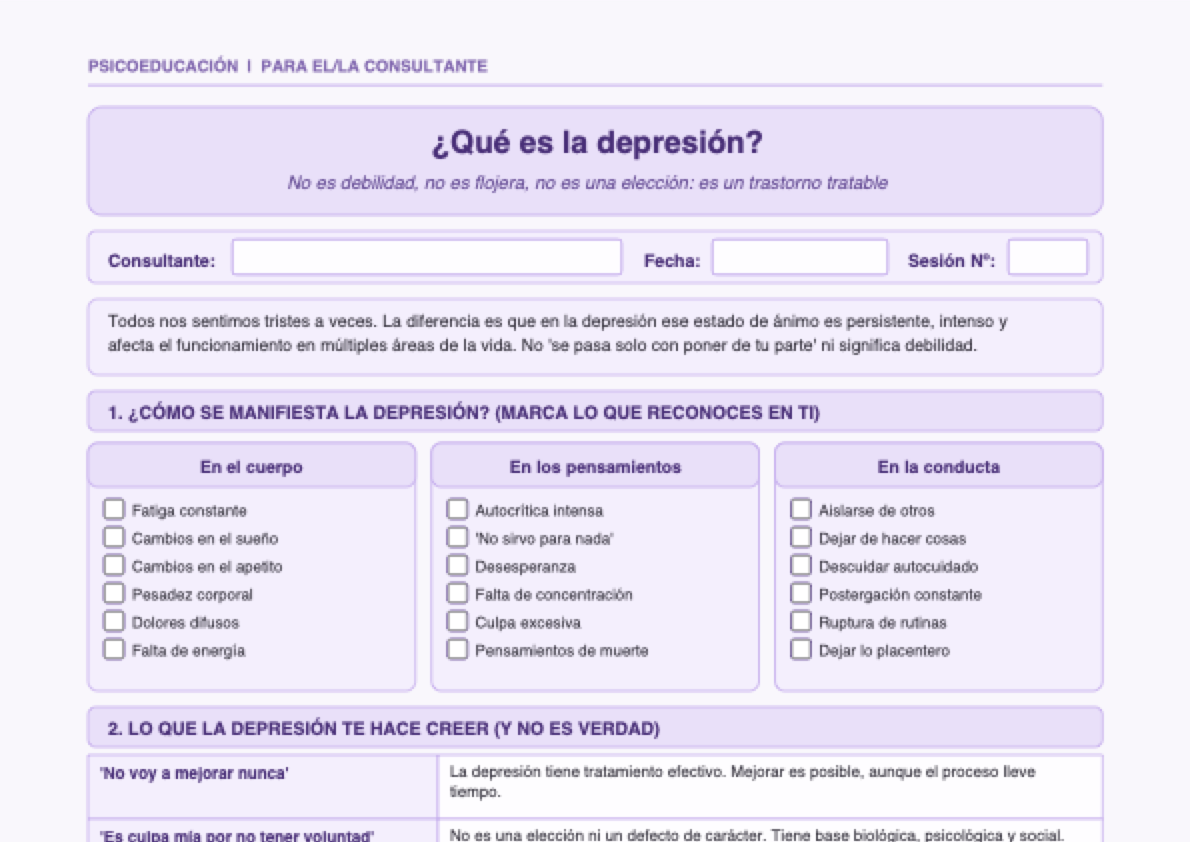 PSICOEDUCACIÓN | PARA EL/LA CONSULTANTE
¿Qué es la depresión?
No es debilidad, no es flojera, no es una elección: es un trastorno tratable
Consultante:
Fecha:
Sesión N°:
Todos nos sentimos tristes a veces. La diferencia es que en la depresión ese estado de ánimo es persistente, intenso y
afecta el funcionamiento en múltiples áreas de la vida. No 'se pasa solo con poner de tu parte' ni significa debilidad.
1. ¿CÓMO SE MANIFIESTA LA DEPRESIÓN? (MARCA LO QUE RECONOCES EN TI)
En el cuerpo
Fatiga constante
Cambios en el sueño
Cambios en el apetito
Pesadez corporal
Dolores difusos
Falta de energía
En los pensamientos
Autocrítica intensa
'No sirvo para nada'
Desesperanza
Falta de concentración
Culpa excesiva
Pensamientos de muerte
En la conducta
Aislarse de otros
Dejar de hacer cosas
Descuidar autocuidado
Postergación constante
Ruptura de rutinas
Dejar lo placentero
2. LO QUE LA DEPRESIÓN TE HACE CREER (Y NO ES VERDAD)
'No voy a mejorar nunca'
La depresión tiene tratamiento efectivo. Mejorar es posible, aunque el proceso lleve
tiempo.
'Es culpa mía por no tener voluntad'
No es una elección ni un defecto de carácter. Tiene base biológica, psicológica y social.